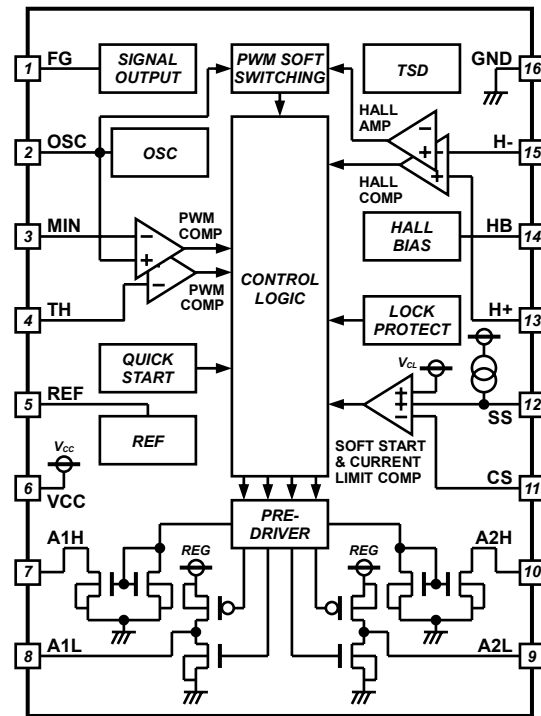 1
FG
SIGNAL
OUTPUT
PWM SOFT
SWITCHING
TSD
GND
16
2
OSC
OSC
HALL
AMP
−
+
−
+
H-
15
HALL
COMP
3
MIN
−
+
−
PWM
COMP
PWM
COMP
CONTROL
LOGIC
HALL
BIAS
HB
14
4
TH
LOCK
PROTECT
H+
13
QUICK
START
VCL
+
+
−
SS
12
5
REF
REF
SOFT START
& CURRENT
LIMIT COMP
CS
11
VCC
6
VCC
PRE-
DRIVER
7
A1H
REG
REG
A2H
10
8
A1L
A2L
9